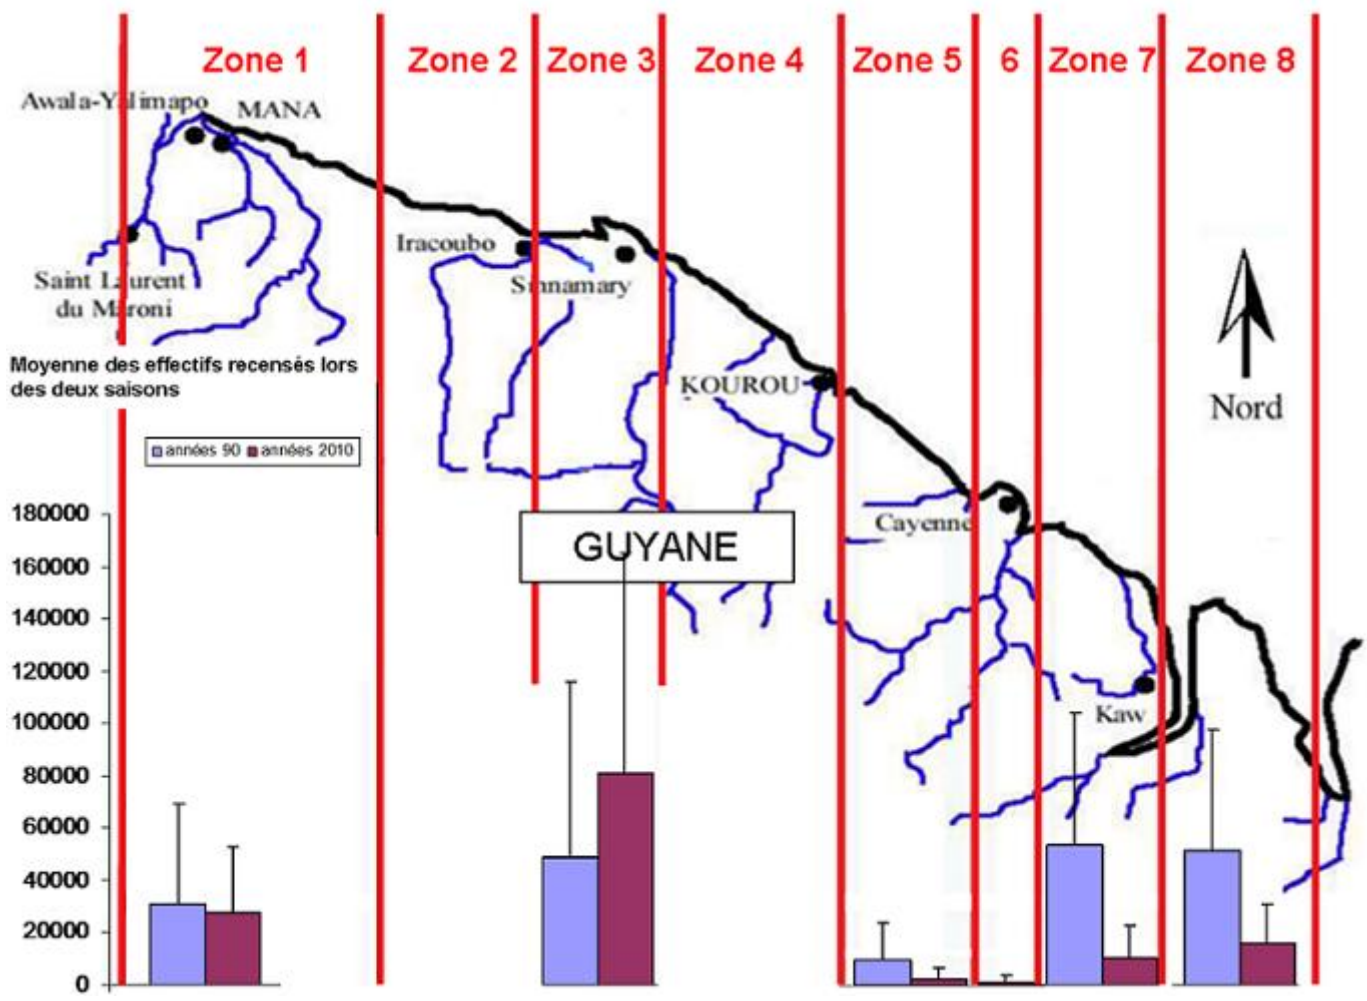 Zone 1
Zone 2
Zone 3
Zone 4
Zone 5
6
Zone 7
Zone 8
Awala-Yalimapo
MANA
Iracoubo
Sinnamary
Saint Laurent
du Maroni
Moyenne des effectifs recensés lors
des deux saisons
KOUROU
Nord
années 90
années 2010
Cayenne
GUYANE
Kaw
180000
160000
140000
120000
100000
80000
60000
40000
20000
0